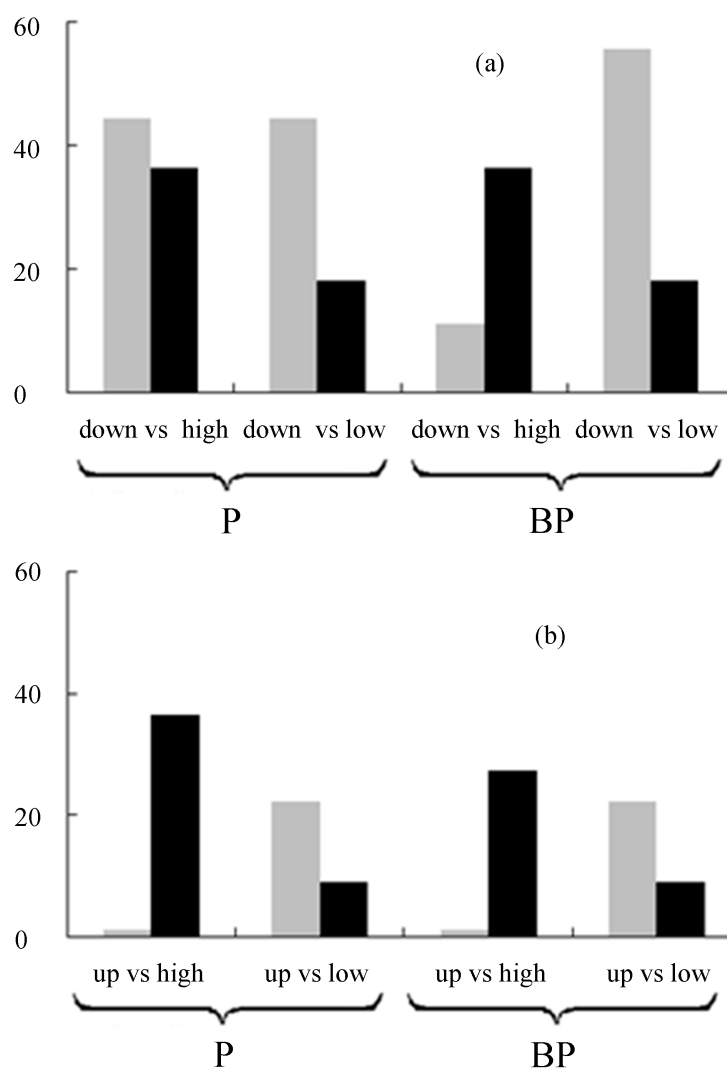 60
(a)
40
20
0
down vs high down vs low down vs high down vs low
P BP
60
(b)
40
20
0
up vs high up vs low up vs high up vs low
P BP